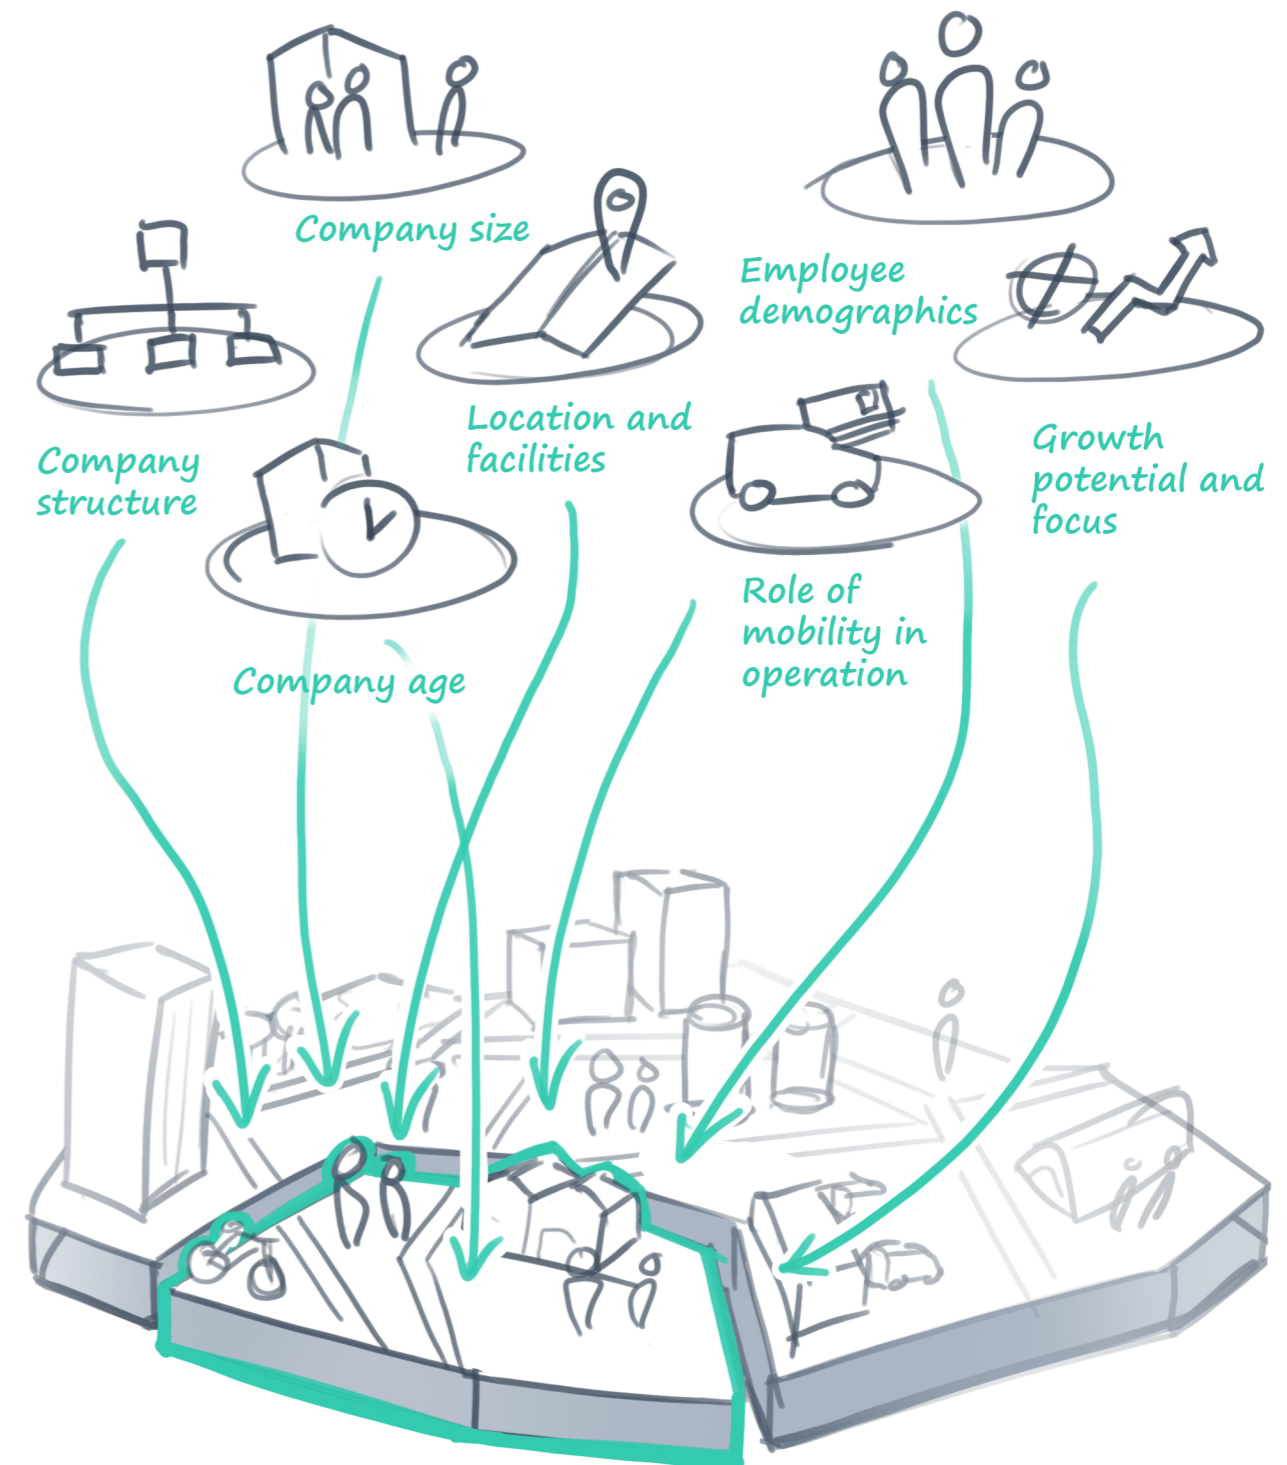 Company size
Employee
demographics
Location and
facilities
Growth
potential and
focus
Company
structure
Role of
mobility in
operation
Company age